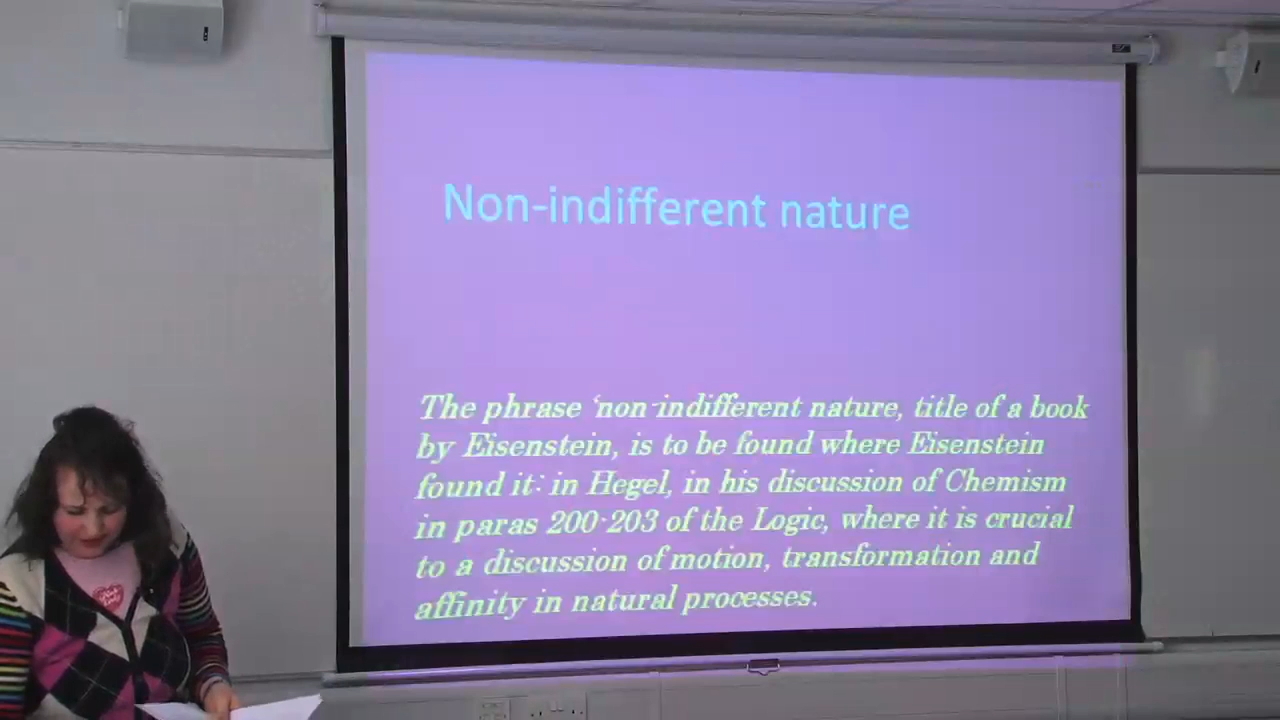 Non-indifferent nature
The phrase ‘non-indifferent nature, title of a book
by Eisenstein, is to be found where Eisenstein
found it: in Hegel, in his discussion of Chemism
in paras 200-203 of the Logic, where it is crucial
to a discussion of motion, transformation and
affinity in natural processes.